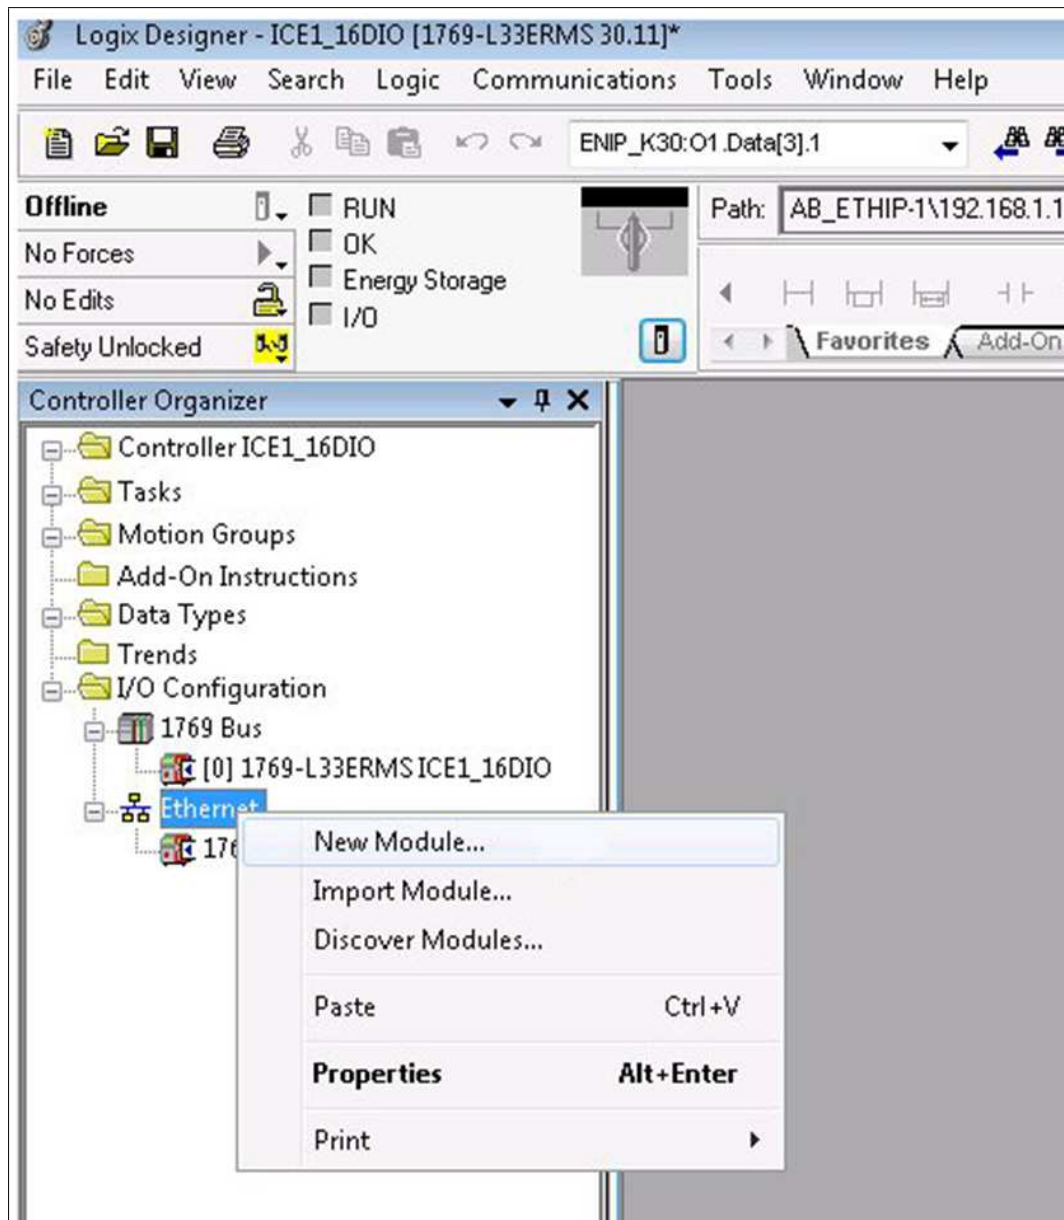 Logix Designer - ICE1_16DIO [1769-L33ERMS 30.11]*
File Edit View Search Logic Communications Tools Window Help
ENIP_K30:O1.Data[3].1
Offline
RUN
Path: AB_ETHIP-1\192.168.1.1
No Forces
OK
Energy Storage
No Edits
I/O
Safety Unlocked
Favorites Add-On
Controller Organizer
Controller ICE1_16DIO
Tasks
Motion Groups
Add-On Instructions
Data Types
Trends
I/O Configuration
1769 Bus
[0] 1769-L33ERMS ICE1_16DIO
Ethernet
176
New Module...
Import Module...
Discover Modules...
Paste Ctrl+V
Properties Alt+Enter
Print